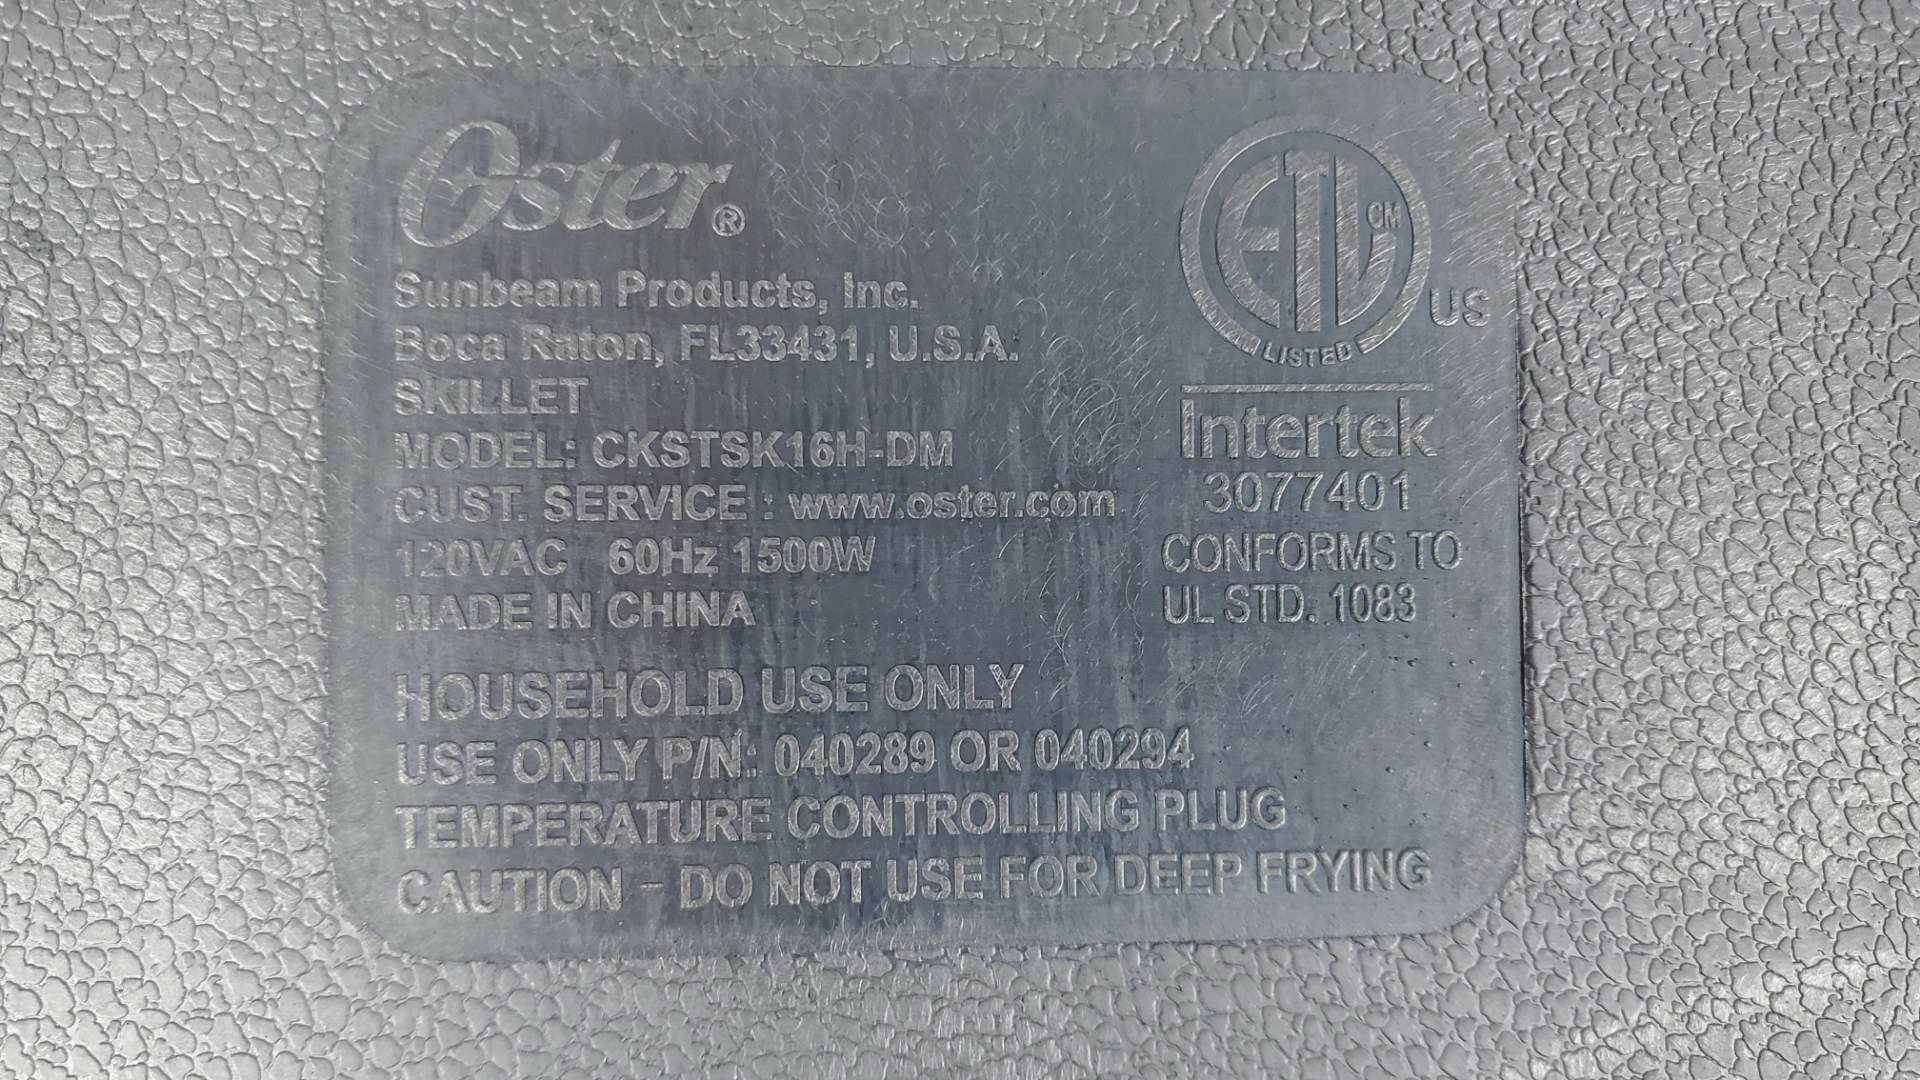 Oster®
Sunbeam Products, Inc.
Boca Raton, FL33431, U.S.A.
SKILLET
MODEL: CKSTSK16H-DM
CUST. SERVICE : www.oster.com
120VAC 60Hz 1500W
MADE IN CHINA
HOUSEHOLD USE ONLY
USE ONLY P/N.: 040289 OR 040294
TEMPERATURE CONTROLLING PLUG
CAUTION - DO NOT USE FOR DEEP FRYING
ETL CM
LISTED
US
Intertek
3077401
CONFORMS TO
UL STD. 1083